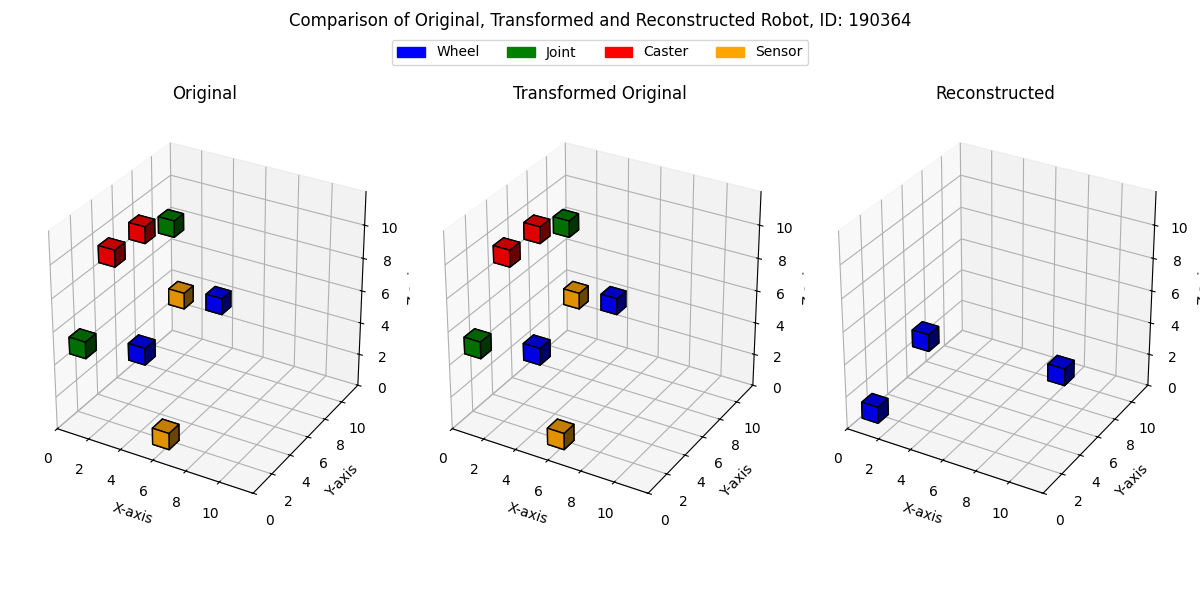 Comparison of Original, Transformed and Reconstructed Robot, ID: 190364
Wheel Joint Caster Sensor
Original
Transformed Original
Reconstructed
0 2 4 6 8 10
X-axis
0 2 4 6 8 10
Y-axis
0 2 4 6 8 10
0 2 4 6 8 10
X-axis
0 2 4 6 8 10
Y-axis
0 2 4 6 8 10
0 2 4 6 8 10
X-axis
0 2 4 6 8 10
Y-axis
0 2 4 6 8 10